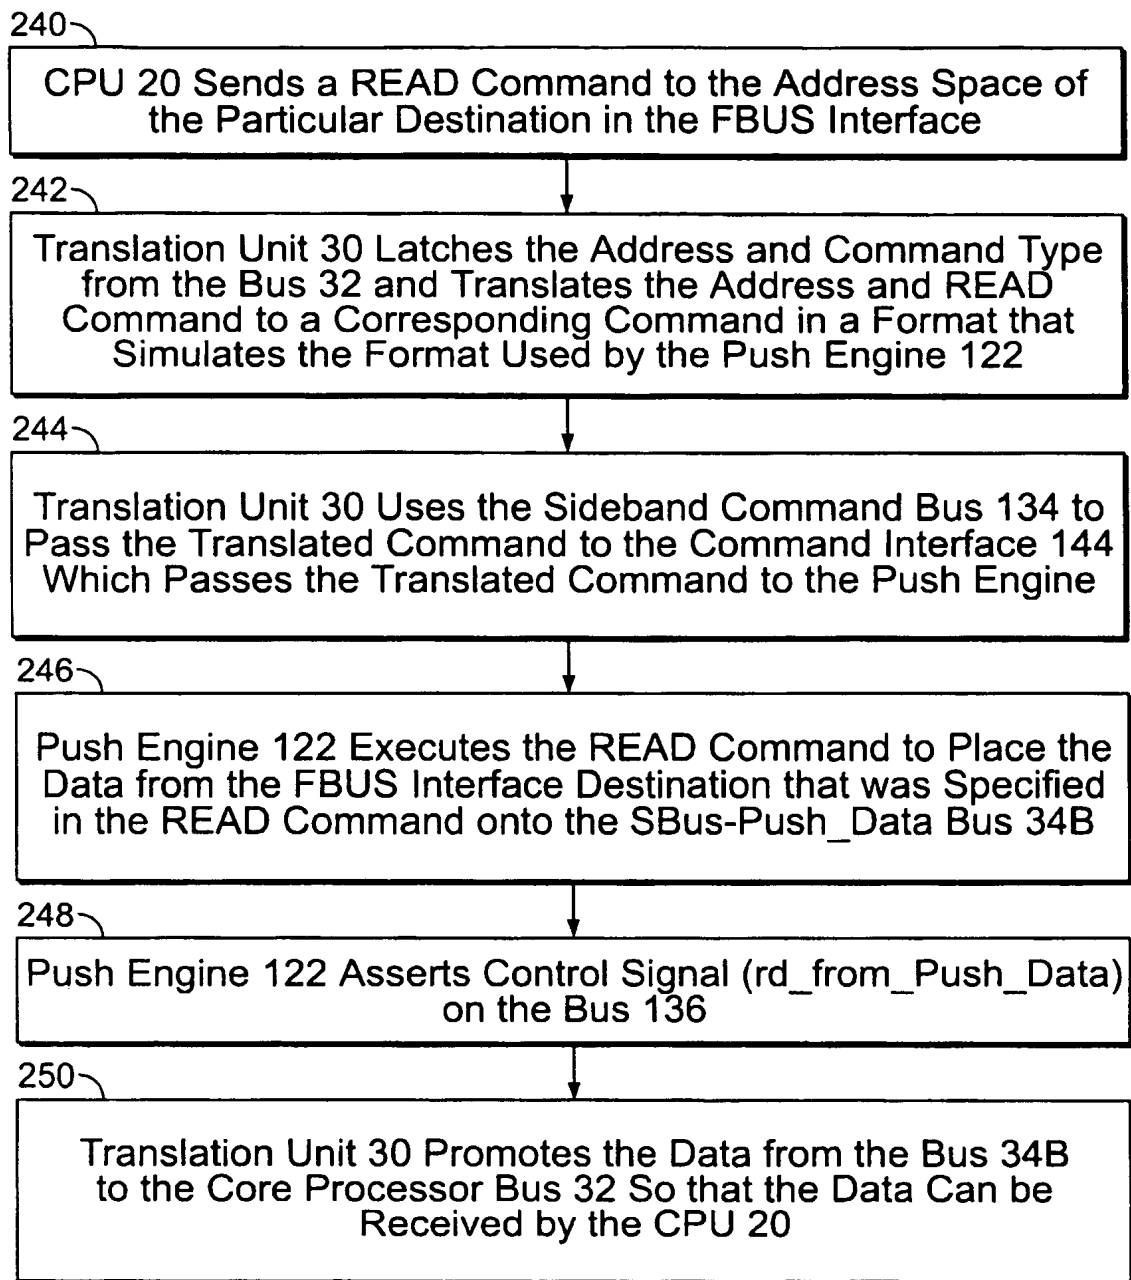 240
CPU 20 Sends a READ Command to the Address Space of
the Particular Destination in the FBUS Interface
242
Translation Unit 30 Latches the Address and Command Type
from the Bus 32 and Translates the Address and READ
Command to a Corresponding Command in a Format that
Simulates the Format Used by the Push Engine 122
244
Translation Unit 30 Uses the Sideband Command Bus 134 to
Pass the Translated Command to the Command Interface 144
Which Passes the Translated Command to the Push Engine
246
Push Engine 122 Executes the READ Command to Place the
Data from the FBUS Interface Destination that was Specified
in the READ Command onto the SBus-Push_Data Bus 34B
248
Push Engine 122 Asserts Control Signal (rd_from_Push_Data)
on the Bus 136
250
Translation Unit 30 Promotes the Data from the Bus 34B
to the Core Processor Bus 32 So that the Data Can be
Received by the CPU 20